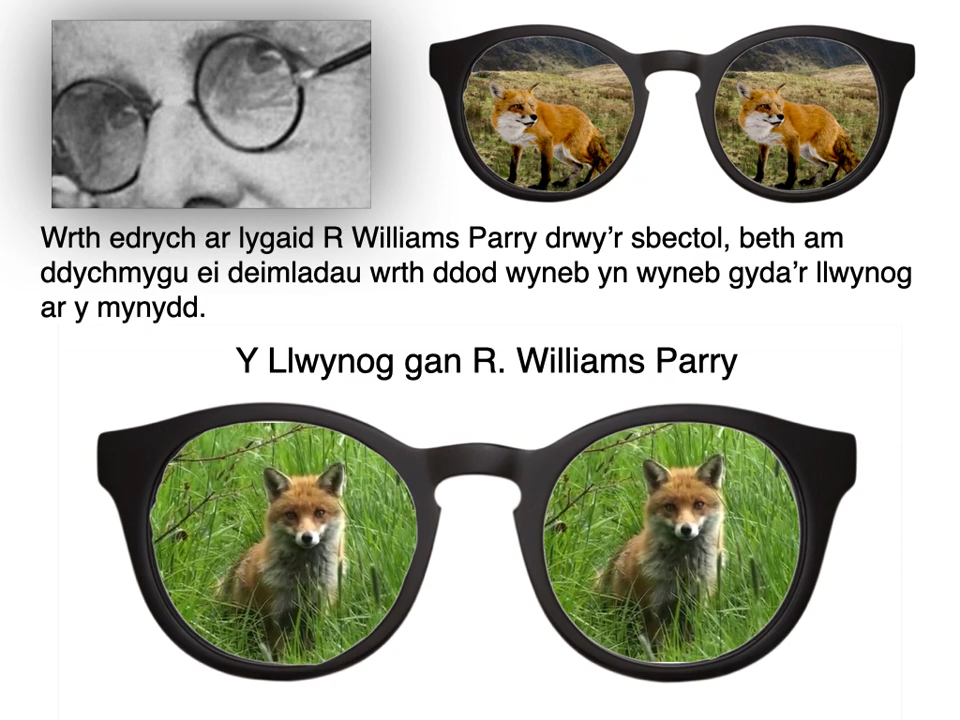 Wrth edrych ar lygaid R Williams Parry drwy’r sbectol, beth am
ddychmygu ei deimladau wrth ddod wyneb yn wyneb gyda’r llwynog
ar y mynydd.
Y Llwynog gan R. Williams Parry